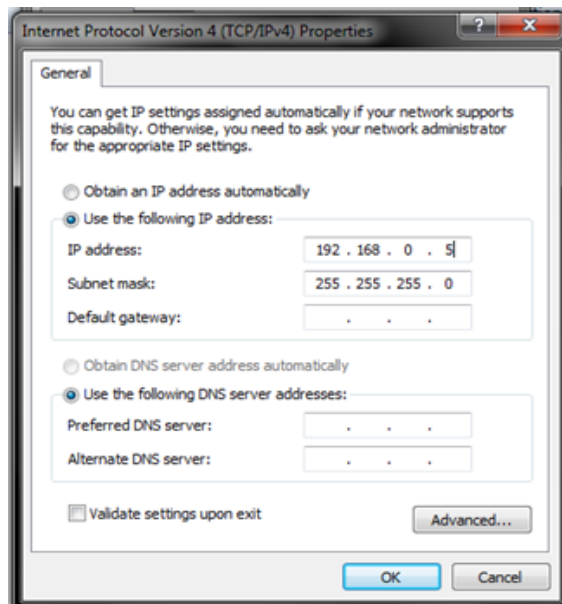 Internet Protocol Version 4 (TCP/IPv4) Properties
General
You can get IP settings assigned automatically if your network supports
this capability. Otherwise, you need to ask your network administrator
for the appropriate IP settings.
Obtain an IP address automatically
Use the following IP address:
IP address: 192 . 168 . 0 . 5
Subnet mask: 255 . 255 . 255 . 0
Default gateway: . . .
Obtain DNS server address automatically
Use the following DNS server addresses:
Preferred DNS server: . . .
Alternate DNS server: . . .
Validate settings upon exit
Advanced...
OK Cancel